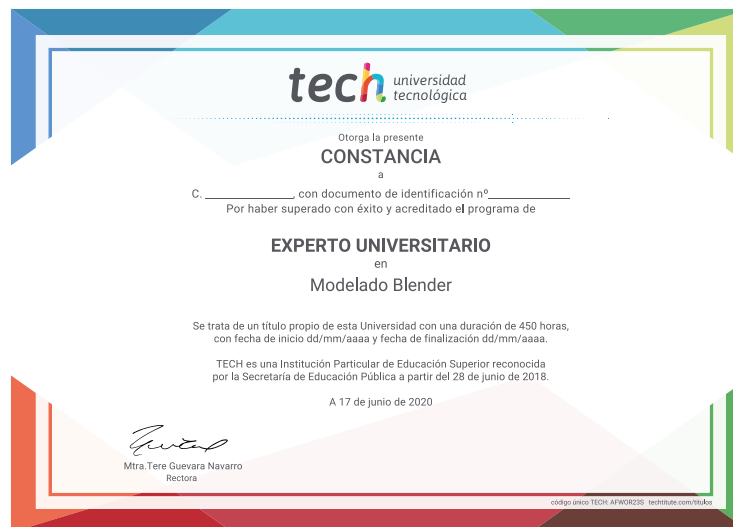 tech universidad
tecnológica
Otorga la presente
CONSTANCIA
a
C. ______________, con documento de identificación nº______________
Por haber superado con éxito y acreditado el programa de
EXPERTO UNIVERSITARIO
en
Modelado Blender
Se trata de un título propio de esta Universidad con una duración de 450 horas,
con fecha de inicio dd/mm/aaaa y fecha de finalización dd/mm/aaaa.
TECH es una Institución Particular de Educación Superior reconocida
por la Secretaría de Educación Pública a partir del 28 de junio de 2018.
A 17 de junio de 2020
Mtra.Tere Guevara Navarro
Rectora
código único TECH: AFWOR23S techtitute.com/titulos